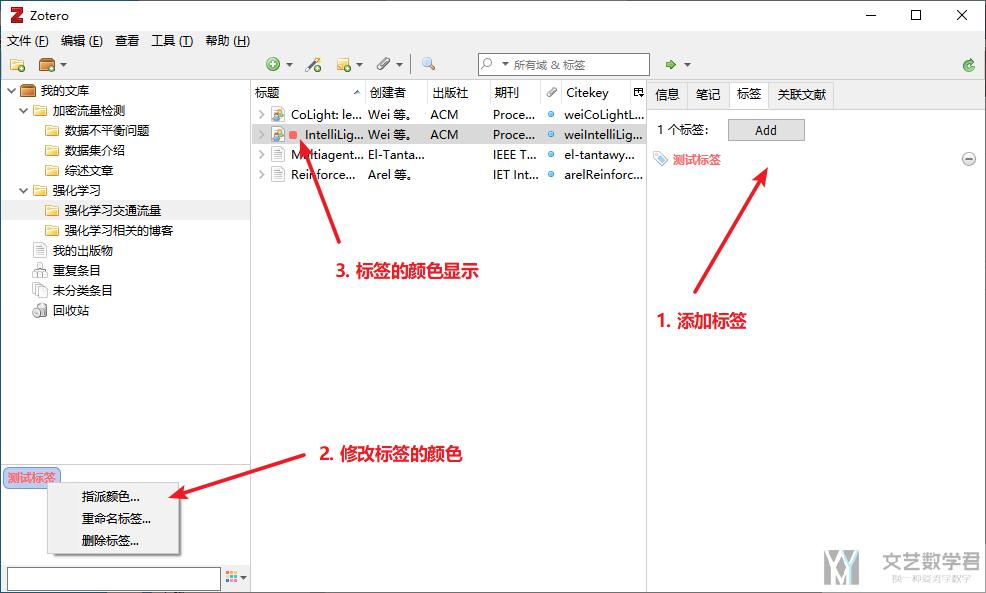 Zotero
文件 (F) 编辑 (E) 查看 工具 (T) 帮助 (H)
所有域 & 标签
我的文库
加密流量检测
数据不平衡问题
数据集介绍
综述文章
强化学习
强化学习交通流量
强化学习相关的博客
我的出版物
重复条目
未分类条目
回收站
标题 创建者 出版社 期刊 Citekey
CoLight: le... Wei 等。 ACM Proce... weiCoLightL...
IntelliLig... Wei 等。 ACM Proce... weiIntelliLig...
Multiagent... El-Tanta... IEEE T... el-tantawy...
Reinforce... Arel 等。 IET Int... arelReinforc...
信息 笔记 标签 关联文献
1 个标签: Add
测试标签
3. 标签的颜色显示
1. 添加标签
2. 修改标签的颜色
测试标签
指派颜色...
重命名标签...
删除标签...
文艺数学君
换一种姿势学数学